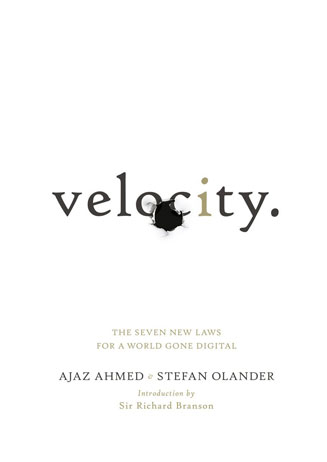 velocity.
THE SEVEN NEW LAWS
FOR A WORLD GONE DIGITAL
AJAZ AHMED & STEFAN OLANDER
Introduction by
Sir Richard Branson